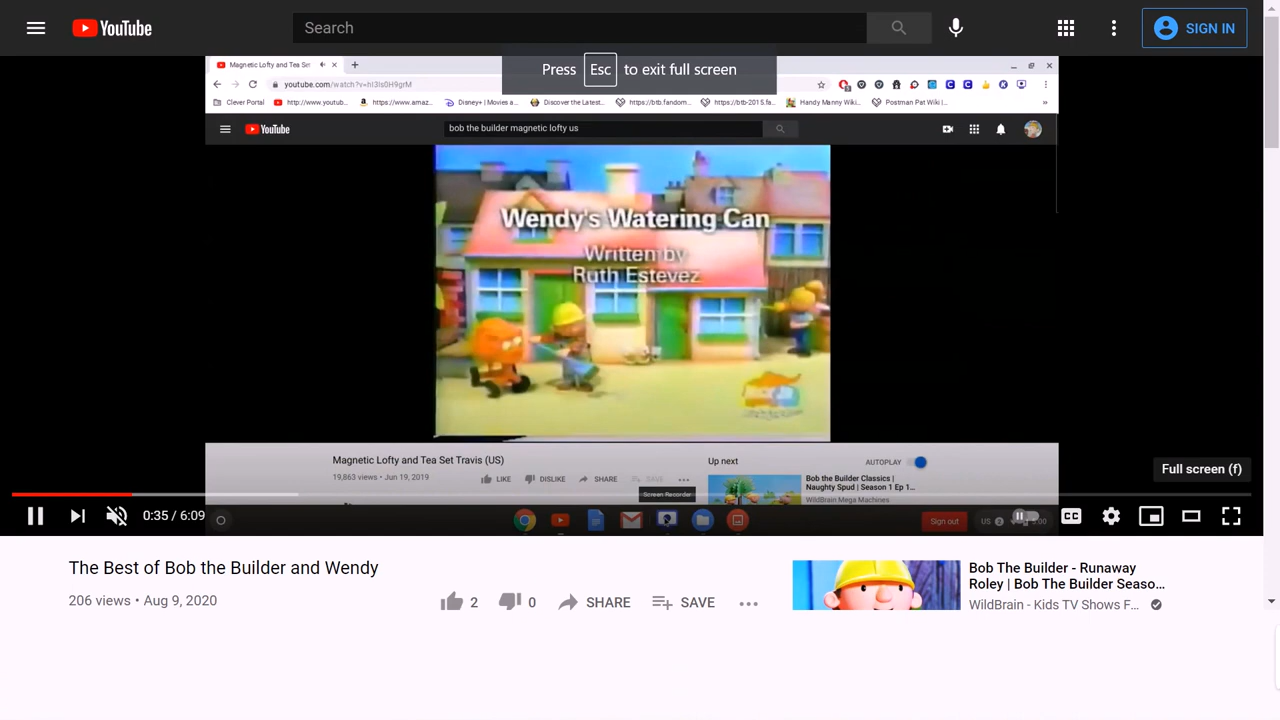 YouTube
Search
SIGN IN
Press Esc to exit full screen
Magnetic Lofty and Tea Set
youtube.com/watch?v=hI3Is0H9grM
Clever Portal
http://www.youtub...
https://www.amaz...
Disney+ | Movies a...
Discover the Latest...
https://btb.fandom...
https://btb-2015.fa...
Handy Manny Wiki...
Postman Pat Wiki |...
YouTube
bob the builder magnetic lofty us
Wendy's Watering Can
Written by
Ruth Estevez
Magnetic Lofty and Tea Set Travis (US)
19,863 views • Jun 19, 2019
LIKE
DISLIKE
SHARE
SAVE
Screen Recorder
Up next
AUTOPLAY
Bob the Builder Classics |
Naughty Spud | Season 1 Ep 1...
WildBrain Mega Machines
Full screen (f)
0:35 / 6:09
Sign out
US
CC
The Best of Bob the Builder and Wendy
206 views • Aug 9, 2020
2
0
SHARE
SAVE
Bob The Builder - Runaway
Roley | Bob The Builder Seaso...
WildBrain - Kids TV Shows F...